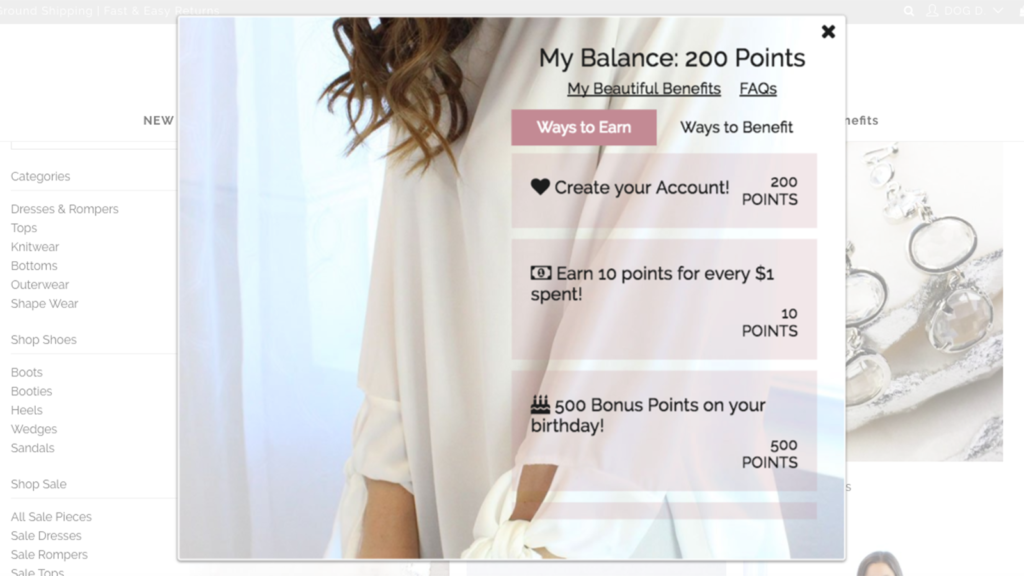 Ground Shipping | Fast & Easy Returns
DOG D
My Balance: 200 Points
My Beautiful Benefits FAQs
Ways to Earn Ways to Benefit
Create your Account! 200
POINTS
Earn 10 points for every $1
spent!
10
POINTS
500 Bonus Points on your
birthday!
500
POINTS
NEW
Categories
Dresses & Rompers
Tops
Knitwear
Bottoms
Outerwear
Shape Wear
Shop Shoes
Boots
Booties
Heels
Wedges
Sandals
Shop Sale
All Sale Pieces
Sale Dresses
Sale Rompers
Sale Tops